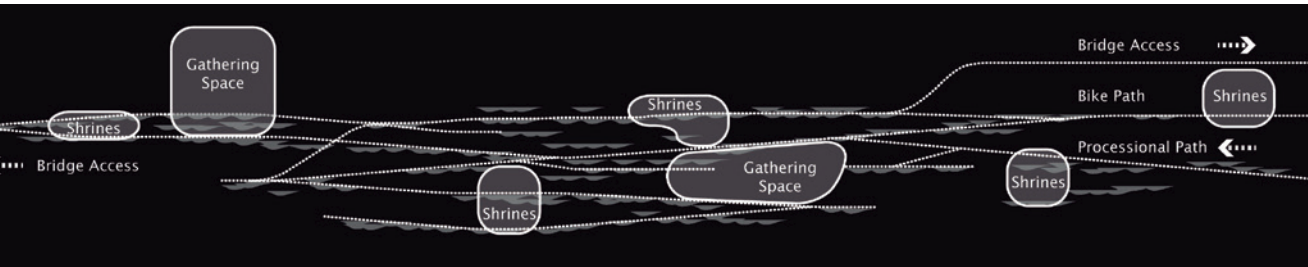 Bridge Access
Gathering
Space
Shrines
Bike Path
Shrines
Shrines
Processional Path
Bridge Access
Gathering
Space
Shrines
Shrines